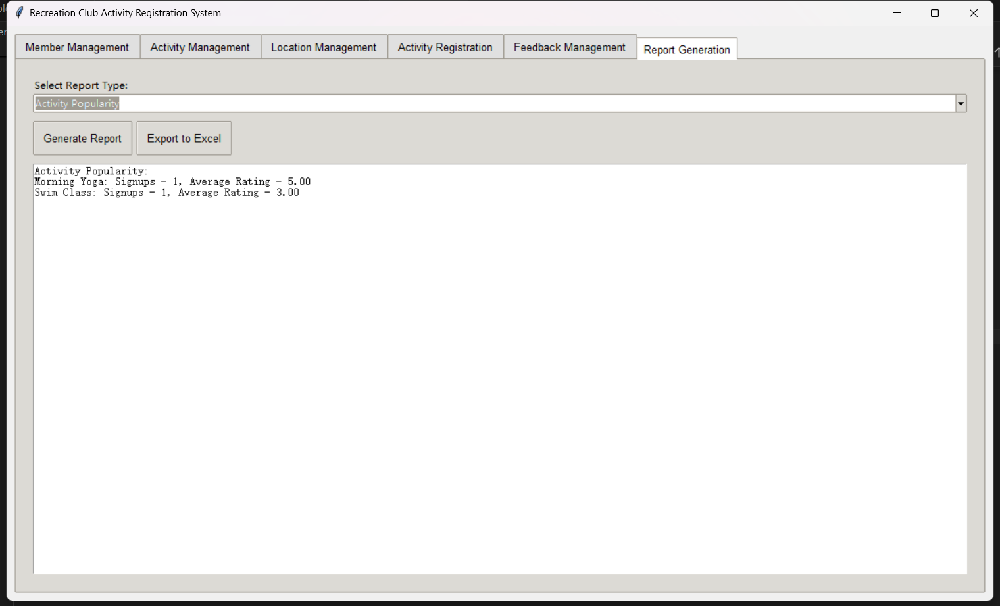 Recreation Club Activity Registration System
Member Management
Activity Management
Location Management
Activity Registration
Feedback Management
Report Generation
Select Report Type:
Activity Popularity
Generate Report
Export to Excel
Activity Popularity:
Morning Yoga: Signups - 1, Average Rating - 5.00
Swim Class: Signups - 1, Average Rating - 3.00